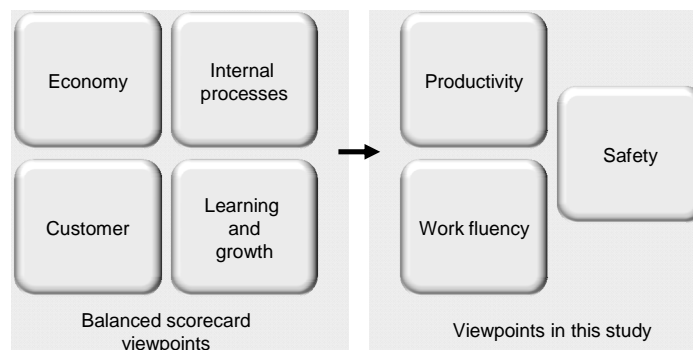 Economy
Internal
processes
Customer
Learning
and
growth
Balanced scorecard
viewpoints
Productivity
Safety
Work fluency
Viewpoints in this study